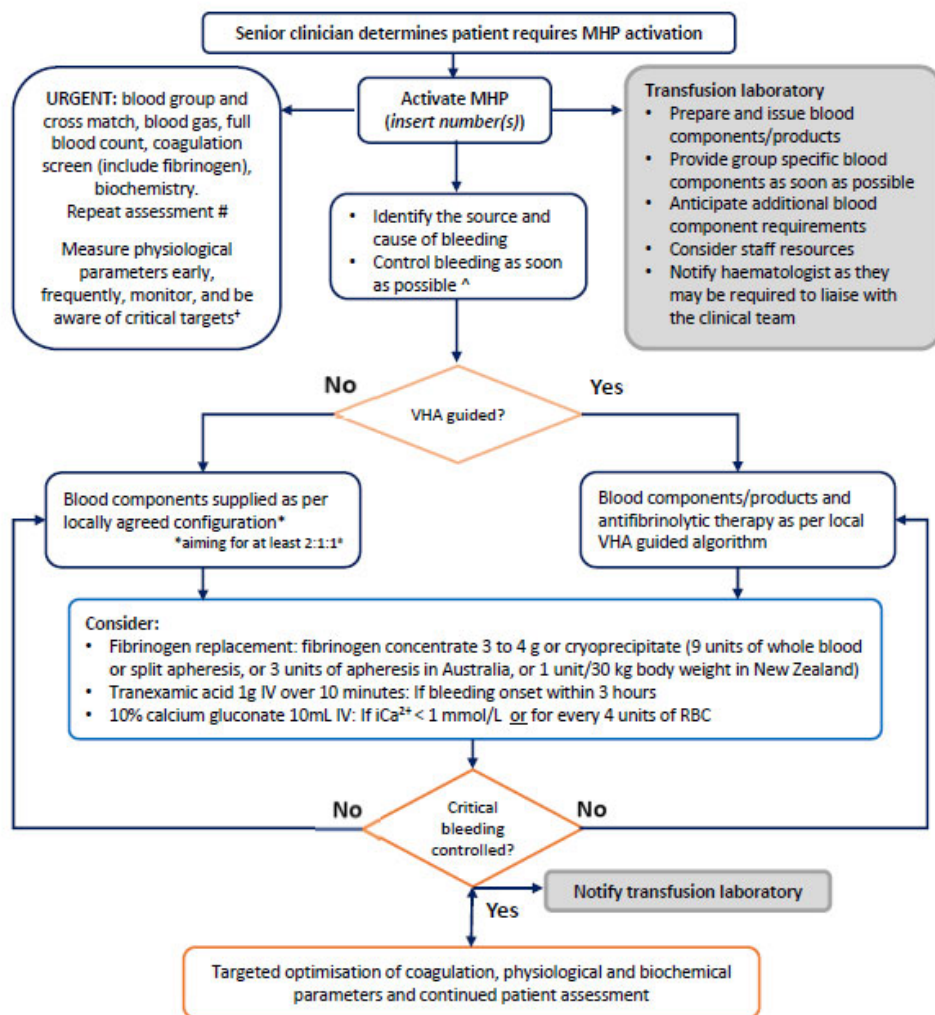 Senior clinician determines patient requires MHP activation
URGENT: blood group and
cross match, blood gas, full
blood count, coagulation
screen (include fibrinogen),
biochemistry.
Repeat assessment #
Measure physiological
parameters early,
frequently, monitor, and be
aware of critical targets⁺
Activate MHP
(insert number(s))
Transfusion laboratory
• Prepare and issue blood
components/products
• Provide group specific blood
components as soon as possible
• Anticipate additional blood
component requirements
• Consider staff resources
• Notify haematologist as they
may be required to liaise with
the clinical team
• Identify the source and
cause of bleeding
• Control bleeding as soon
as possible ^
No
VHA guided?
Yes
Blood components supplied as per
locally agreed configuration*
*aiming for at least 2:1:1ª
Blood components/products and
antifibrinolytic therapy as per local
VHA guided algorithm
Consider:
• Fibrinogen replacement: fibrinogen concentrate 3 to 4 g or cryoprecipitate (9 units of whole blood
or split apheresis, or 3 units of apheresis in Australia, or 1 unit/30 kg body weight in New Zealand)
• Tranexamic acid 1g IV over 10 minutes: If bleeding onset within 3 hours
• 10% calcium gluconate 10mL IV: If iCa²⁺ < 1 mmol/L or for every 4 units of RBC
No
Critical
bleeding
controlled?
No
Yes
Notify transfusion laboratory
Targeted optimisation of coagulation, physiological and biochemical
parameters and continued patient assessment